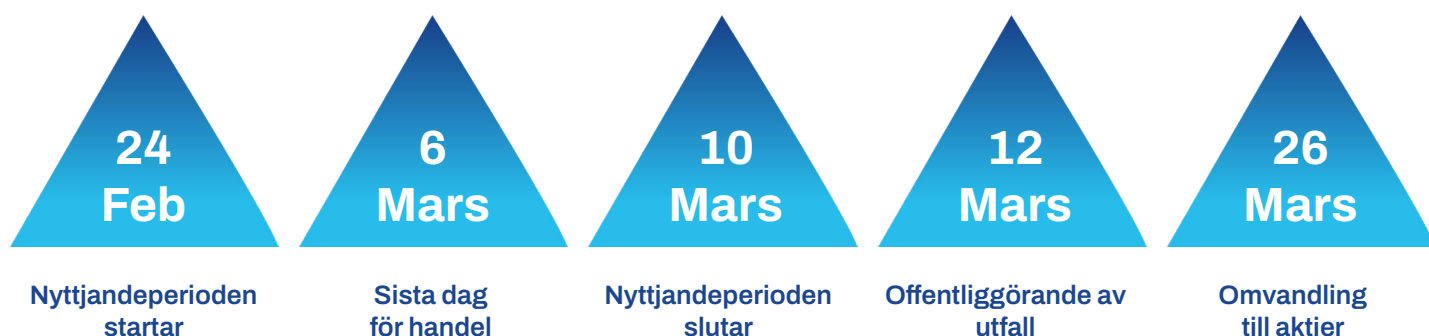 24
Feb
6
Mars
10
Mars
12
Mars
26
Mars
Nyttjandeperioden
startar
Sista dag
för handel
Nyttjandeperioden
slutar
Offentliggörande av
utfall
Omvandling
till aktier